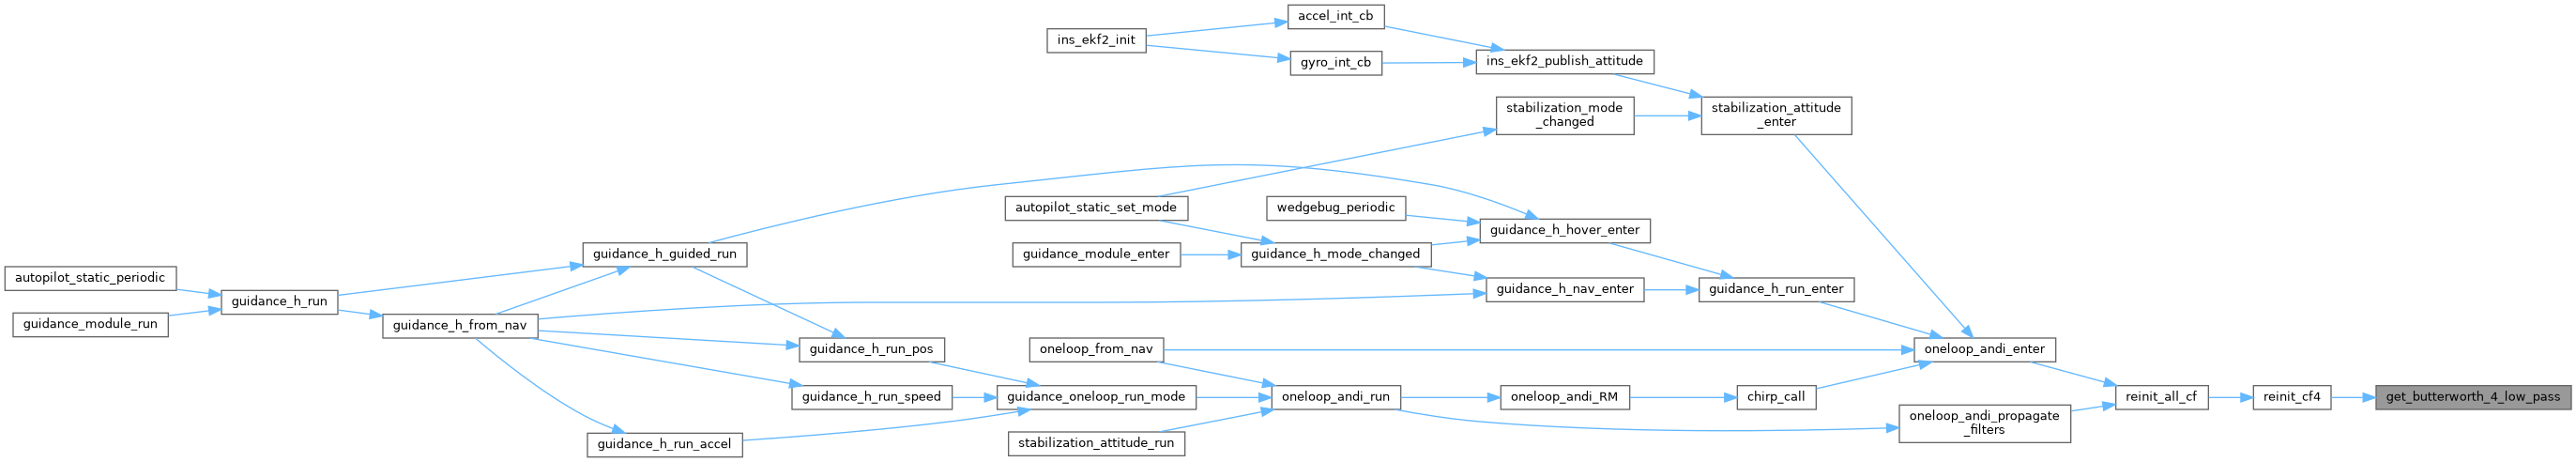 accel_int_cb
ins_ekf2_init
gyro_int_cb
ins_ekf2_publish_attitude
stabilization_mode
_changed
stabilization_attitude
_enter
autopilot_static_set_mode
wedgebug_periodic
guidance_h_hover_enter
guidance_h_guided_run
guidance_module_enter
guidance_h_mode_changed
autopilot_static_periodic
guidance_h_run
guidance_h_nav_enter
guidance_h_run_enter
guidance_module_run
guidance_h_from_nav
guidance_h_run_pos
oneloop_from_nav
oneloop_andi_enter
guidance_h_run_speed
guidance_oneloop_run_mode
oneloop_andi_run
oneloop_andi_RM
chirp_call
reinit_all_cf
reinit_cf4
get_butterworth_4_low_pass
oneloop_andi_propagate
_filters
guidance_h_run_accel
stabilization_attitude_run